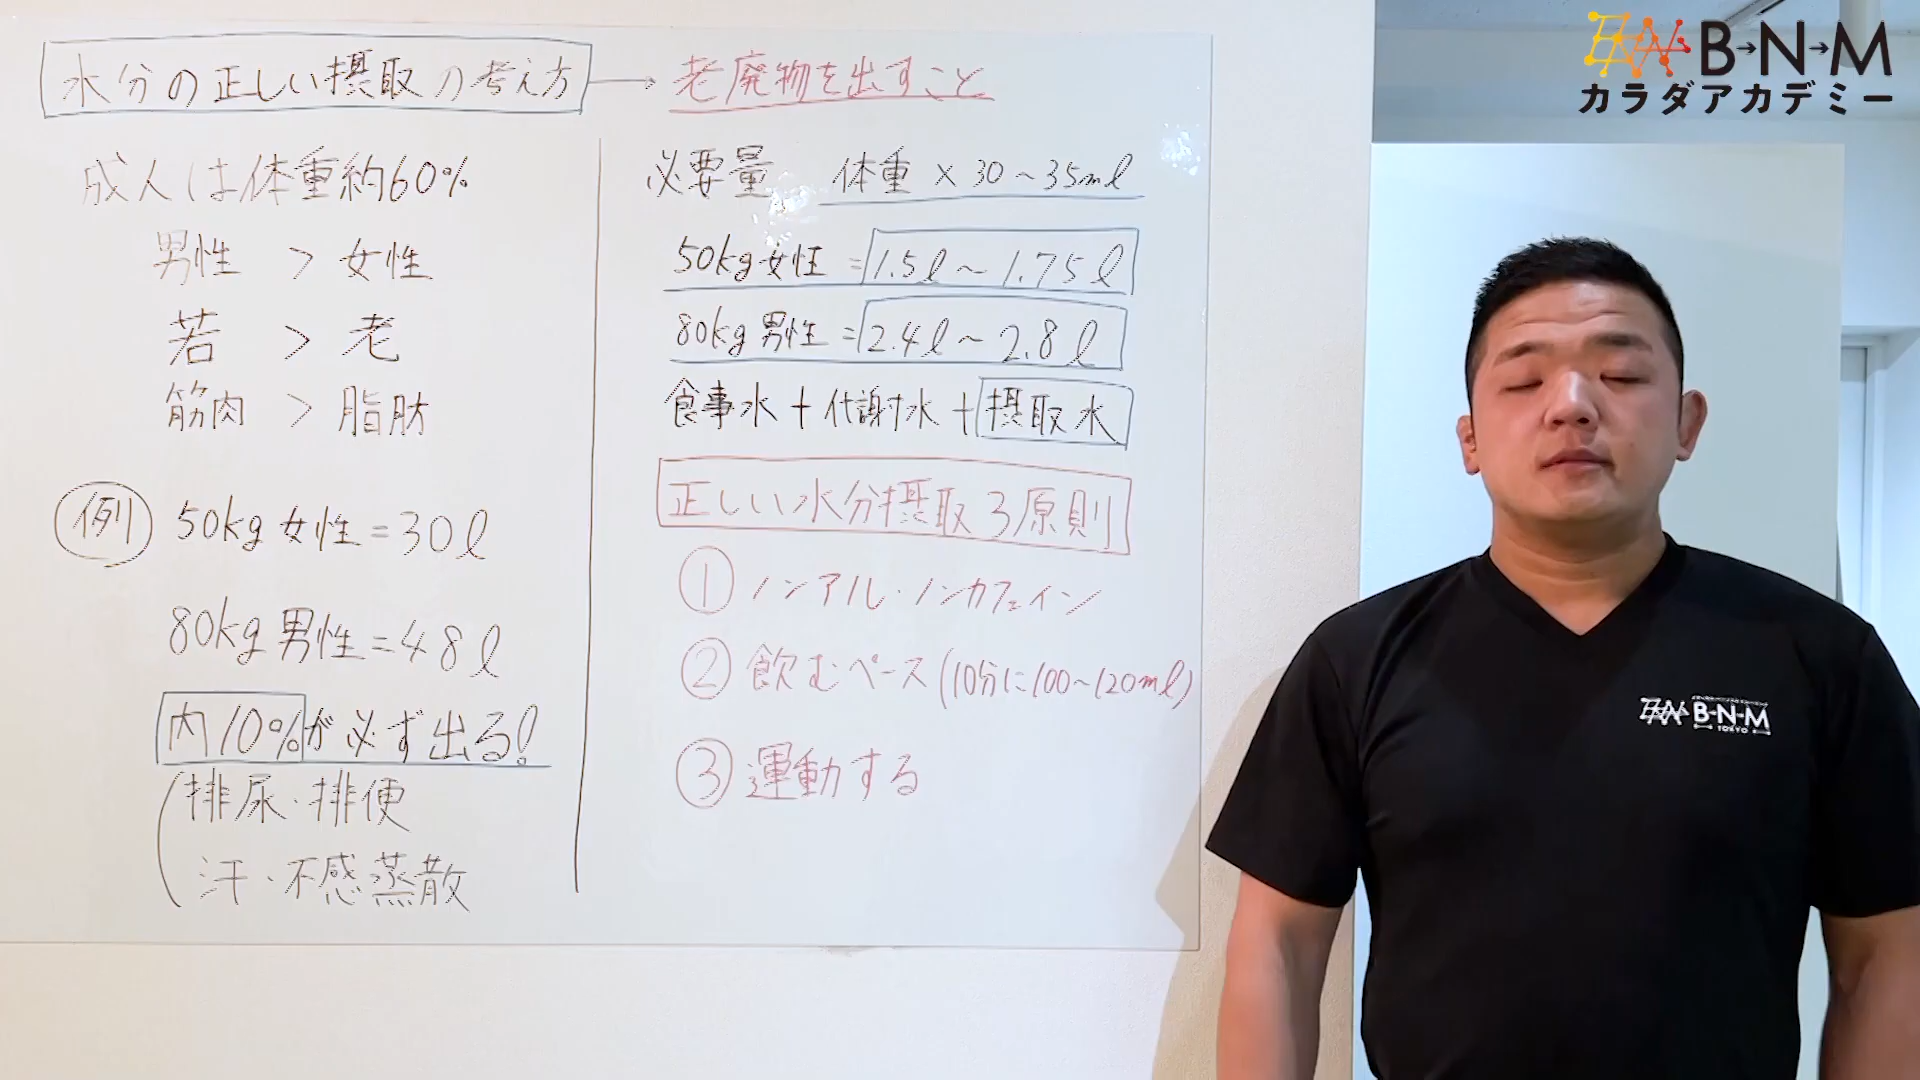 水分の正しい摂取の考え方 → 老廃物を出すこと
成人は体重約60%
男性 > 女性
若 > 老
筋肉 > 脂肪
例 50kg女性=30ℓ
80kg男性=48ℓ
内10%が必ず出る!
(排尿・排便
汗・不感蒸散
必要量 体重×30~35ml
50kg女性=1.5ℓ~1.75ℓ
80kg男性=2.4ℓ~2.8ℓ
食事水+代謝水+摂取水
正しい水分摂取3原則
① ノンアル・ノンカフェイン
② 飲むペース(10分に100~120ml)
③ 運動する
B→N→M
カラダアカデミー
B-N-M
TOKYO